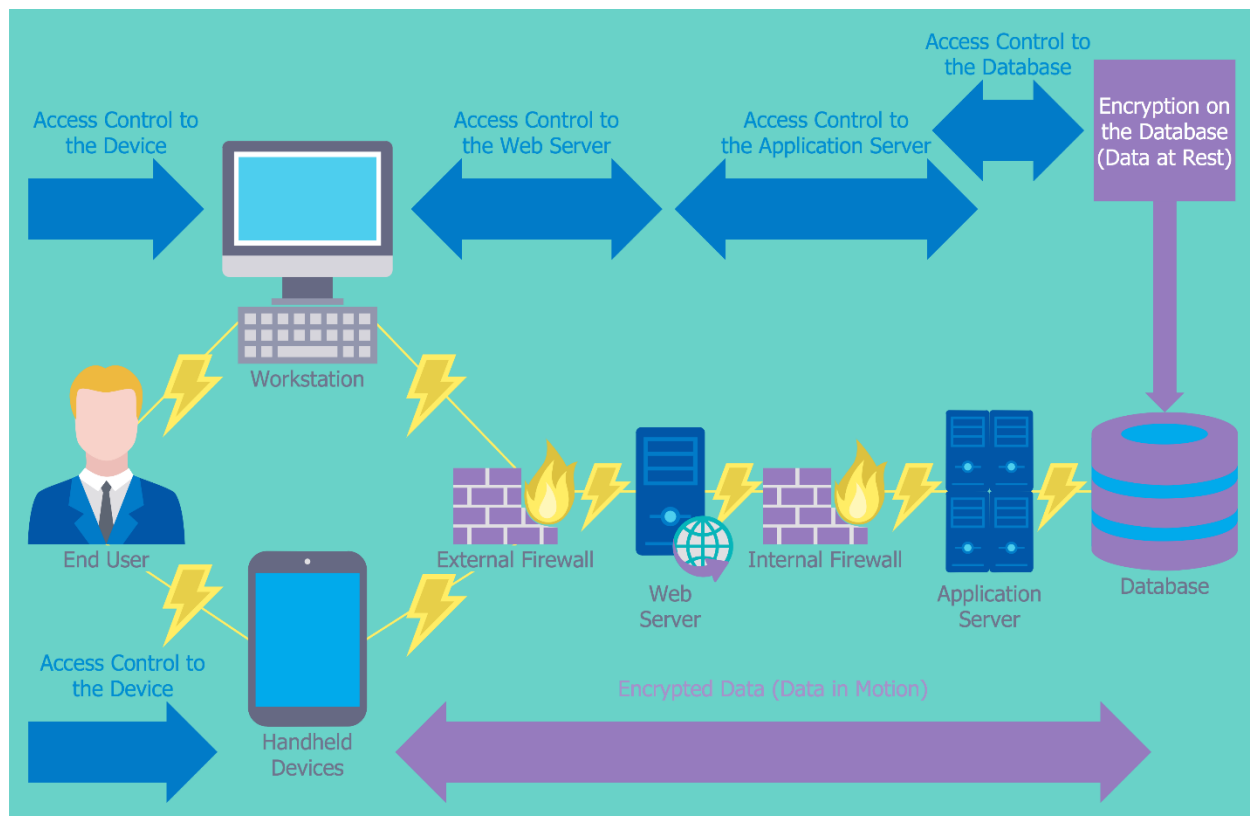 Access Control to
the Database
Encryption on
the Database
(Data at Rest)
Access Control to
the Device
Access Control to
the Web Server
Access Control to
the Application Server
Workstation
End User
External Firewall
Web
Server
Internal Firewall
Application
Server
Database
Access Control to
the Device
Handheld
Devices
Encrypted Data (Data in Motion)